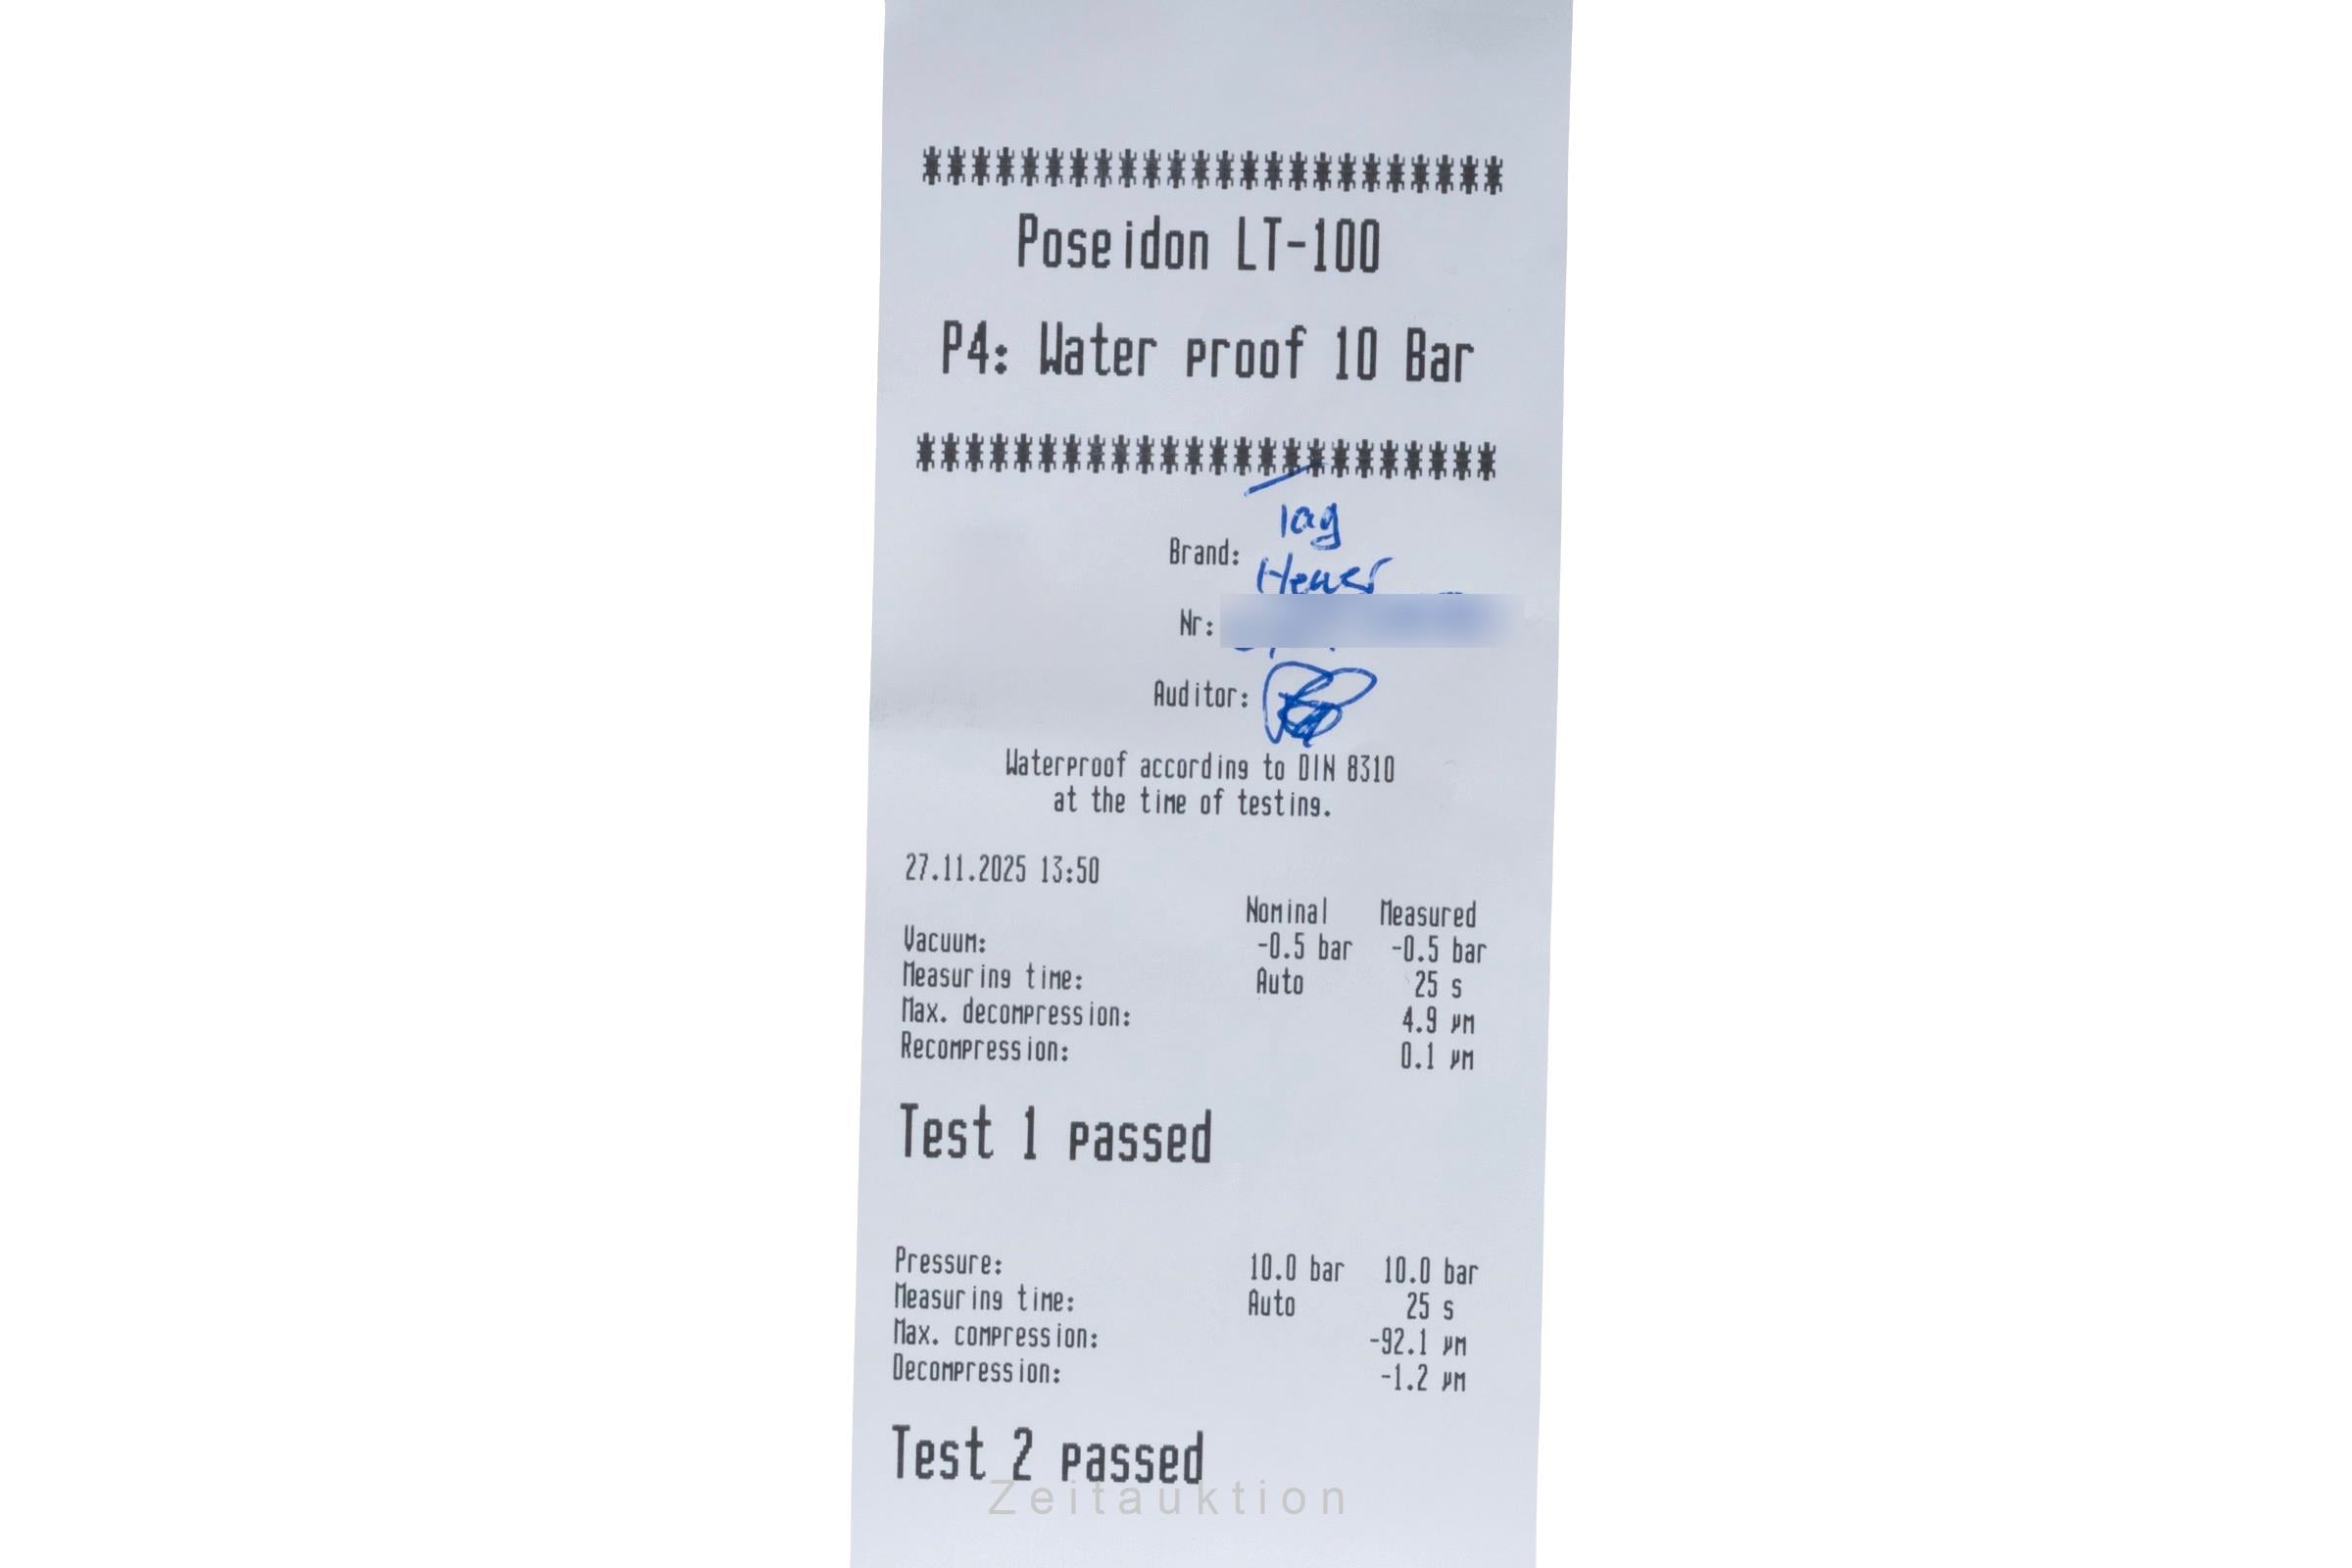 ************************
Poseidon LT-100
P4: Water proof 10 Bar
************************
Brand: Tag Heuer
Nr:
Auditor:
Waterproof according to DIN 8310
at the time of testing.
27.11.2025 13:50
Nominal Measured
Vacuum: -0.5 bar -0.5 bar
Measuring time: Auto 25 s
Max. decompression: 4.9 µm
Recompression: 0.1 µm
Test 1 passed
Pressure: 10.0 bar 10.0 bar
Measuring time: Auto 25 s
Max. compression: -92.1 µm
Decompression: -1.2 µm
Test 2 passed
Zeitauktion